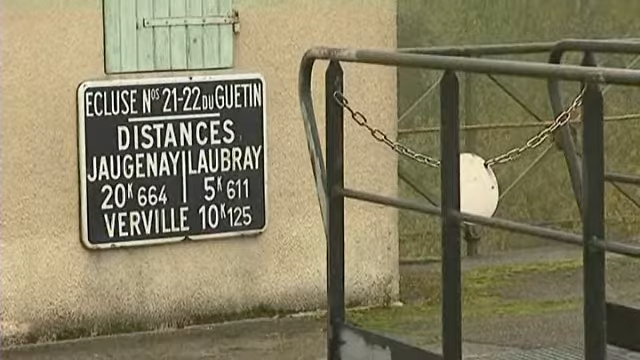 ECLUSE Nos 21-22 DU GUETIN
DISTANCES
JAUGENAY LAUBRAY
20K 664 5K 611
VERVILLE 10K 125